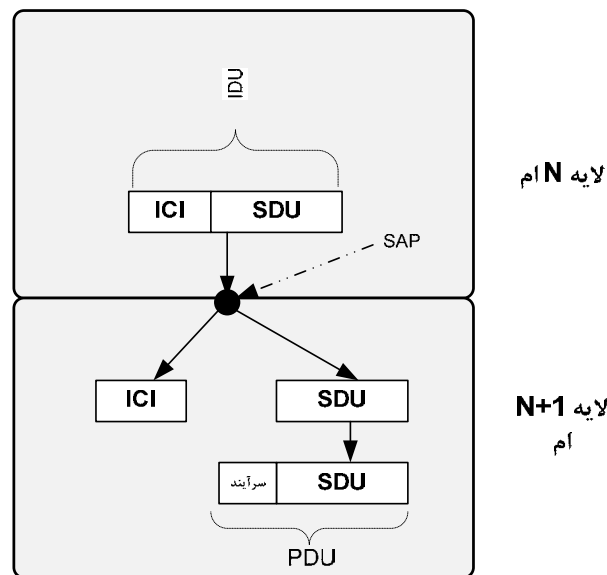 IDU
لایه N ام
ICI SDU
SAP
ICI SDU
لایه N+1
ام
سرآیند SDU
PDU